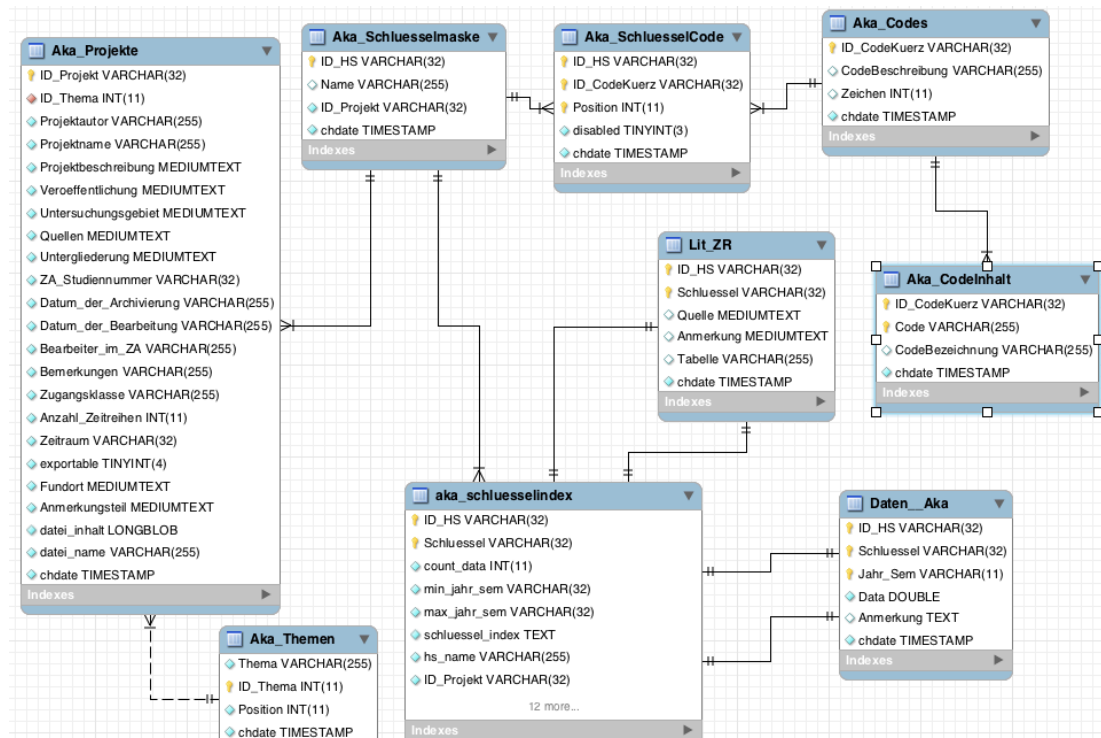 Aka_Projekte
ID_Projekt VARCHAR(32)
ID_Thema INT(11)
Projektautor VARCHAR(255)
Projektname VARCHAR(255)
Projektbeschreibung MEDIUMTEXT
Veroeffentlichung MEDIUMTEXT
Untersuchungsgebiet MEDIUMTEXT
Quellen MEDIUMTEXT
Untergliederung MEDIUMTEXT
ZA_Studiennummer VARCHAR(32)
Datum_der_Archivierung VARCHAR(255)
Datum_der_Bearbeitung VARCHAR(255)
Bearbeiter_im_ZA VARCHAR(255)
Bemerkungen VARCHAR(255)
Zugangsklasse VARCHAR(255)
Anzahl_Zeitreihen INT(11)
Zeitraum VARCHAR(32)
exportable TINYINT(4)
Fundort MEDIUMTEXT
Anmerkungsteil MEDIUMTEXT
datei_inhalt LONGBLOB
datei_name VARCHAR(255)
chdate TIMESTAMP
Indexes
Aka_Schluesselmaske
ID_HS VARCHAR(32)
Name VARCHAR(255)
ID_Projekt VARCHAR(32)
chdate TIMESTAMP
Indexes
Aka_SchluesselCode
ID_HS VARCHAR(32)
ID_CodeKuerz VARCHAR(32)
Position INT(11)
disabled TINYINT(3)
chdate TIMESTAMP
Indexes
Aka_Codes
ID_CodeKuerz VARCHAR(32)
CodeBeschreibung VARCHAR(255)
Zeichen INT(11)
chdate TIMESTAMP
Indexes
Lit_ZR
ID_HS VARCHAR(32)
Schluessel VARCHAR(32)
Quelle MEDIUMTEXT
Anmerkung MEDIUMTEXT
Tabelle VARCHAR(255)
chdate TIMESTAMP
Indexes
Aka_CodeInhalt
ID_CodeKuerz VARCHAR(32)
Code VARCHAR(255)
CodeBezeichnung VARCHAR(255)
chdate TIMESTAMP
Indexes
aka_schluesselindex
ID_HS VARCHAR(32)
Schluessel VARCHAR(32)
count_data INT(11)
min_jahr_sem VARCHAR(32)
max_jahr_sem VARCHAR(32)
schluessel_index TEXT
hs_name VARCHAR(255)
ID_Projekt VARCHAR(32)
12 more...
Indexes
Daten__Aka
ID_HS VARCHAR(32)
Schluessel VARCHAR(32)
Jahr_Sem VARCHAR(11)
Data DOUBLE
Anmerkung TEXT
chdate TIMESTAMP
Indexes
Aka_Themen
Thema VARCHAR(255)
ID_Thema INT(11)
Position INT(11)
chdate TIMESTAMP